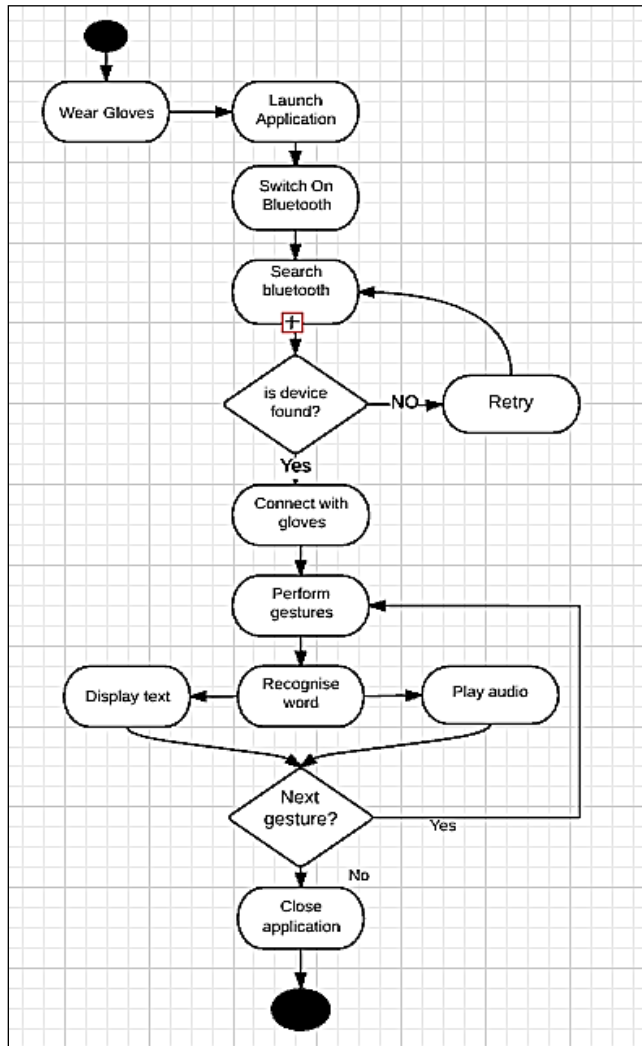 Wear Gloves
Launch
Application
Switch On
Bluetooth
Search
bluetooth
is device
found?
NO
Retry
Yes
Connect with
gloves
Perform
gestures
Display text
Recognise
word
Play audio
Next
gesture?
Yes
No
Close
application